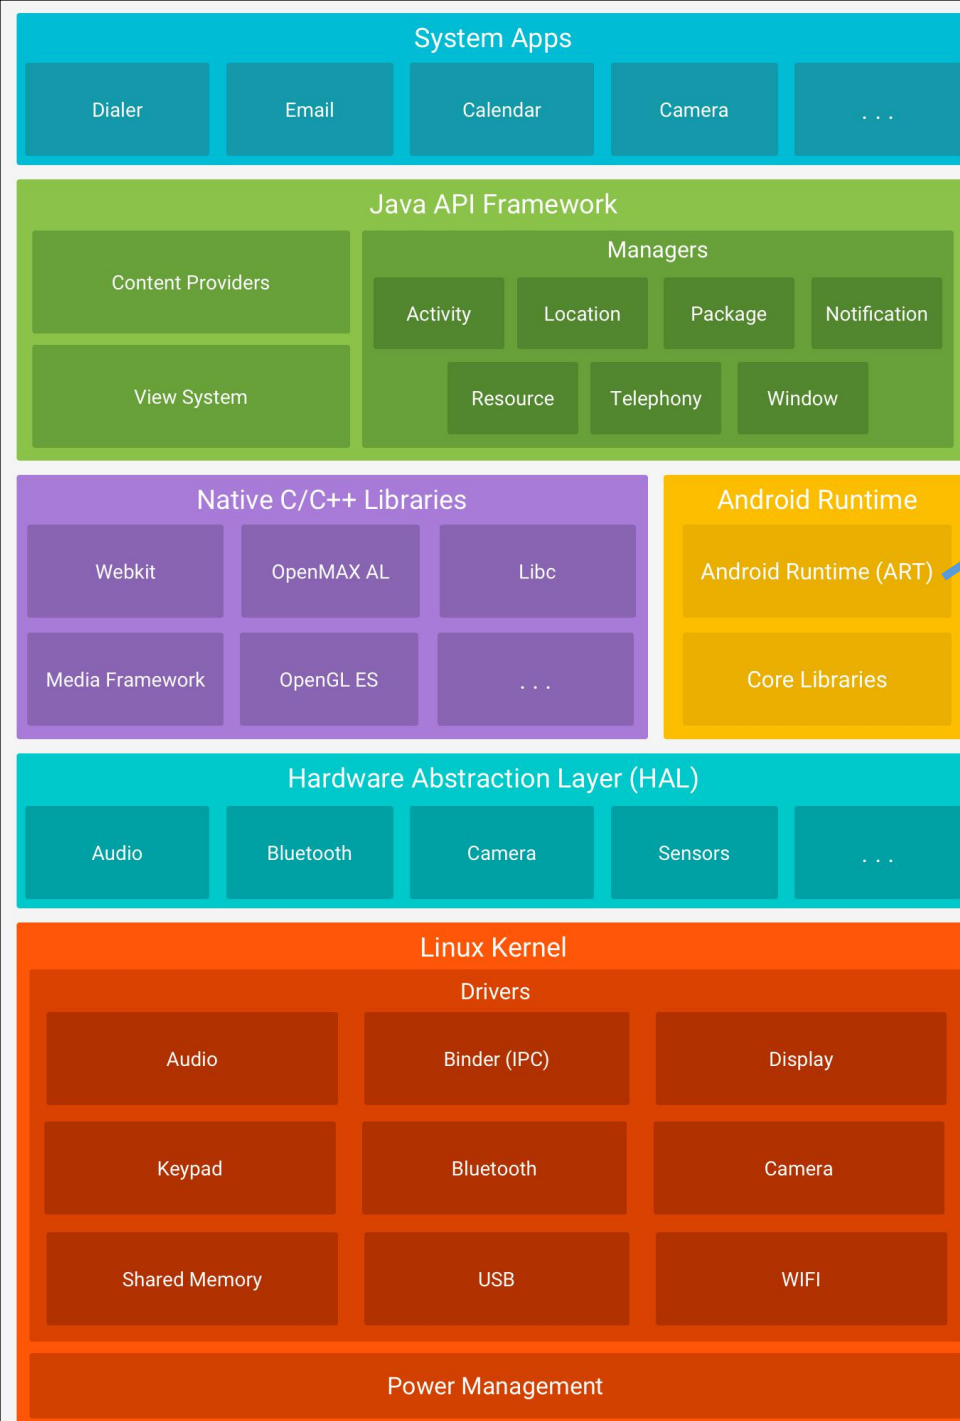 System Apps
Dialer Email Calendar Camera . . .
Java API Framework
Content Providers
View System
Managers
Activity Location Package Notification
Resource Telephony Window
Native C/C++ Libraries
Webkit OpenMAX AL Libc
Media Framework OpenGL ES . . .
Android Runtime
Android Runtime (ART)
Core Libraries
Hardware Abstraction Layer (HAL)
Audio Bluetooth Camera Sensors . . .
Linux Kernel
Drivers
Audio Binder (IPC) Display
Keypad Bluetooth Camera
Shared Memory USB WIFI
Power Management